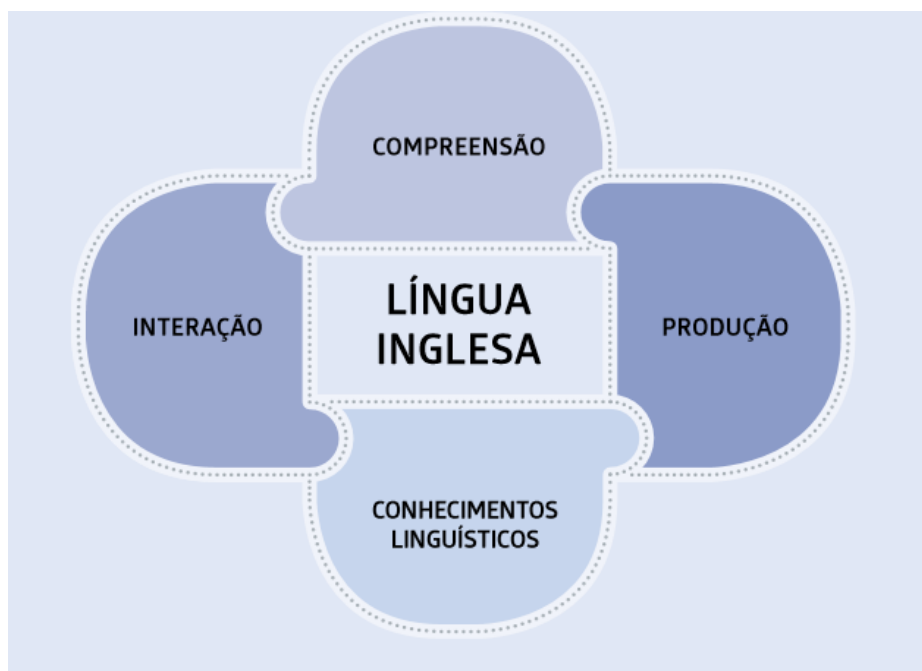 COMPREENSÃO
INTERAÇÃO
LÍNGUA
INGLESA
PRODUÇÃO
CONHECIMENTOS
LINGUÍSTICOS